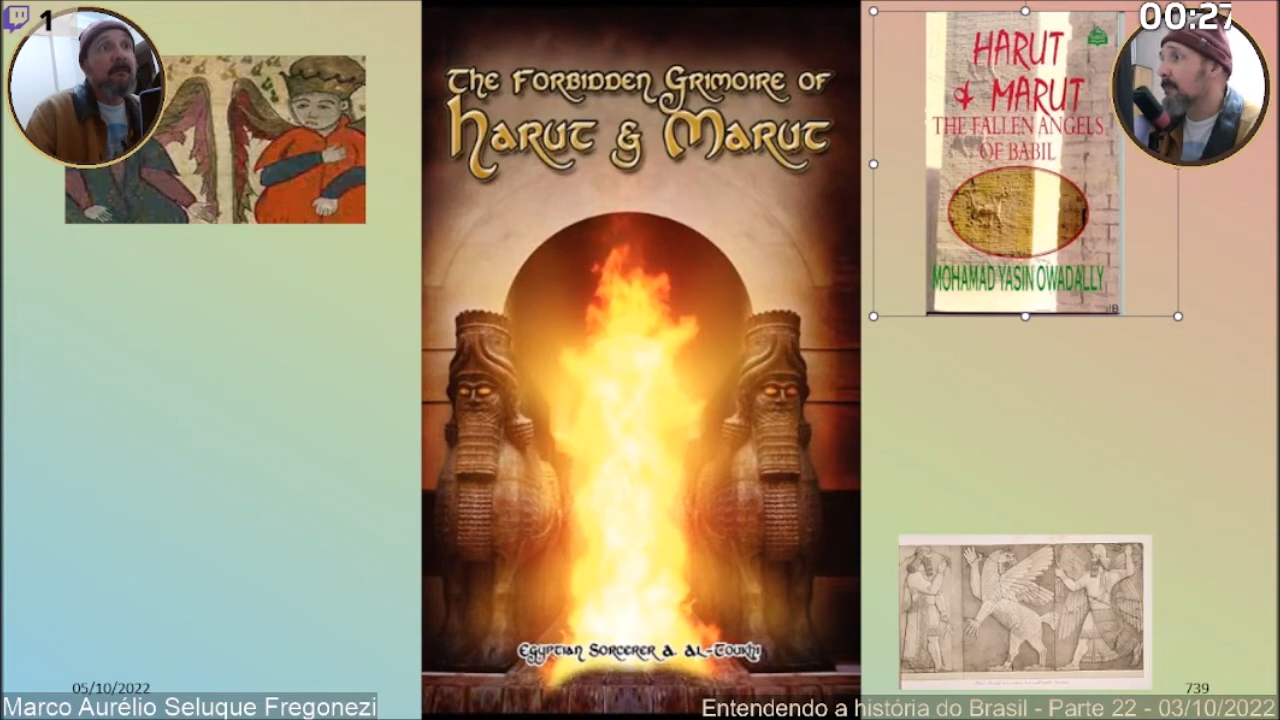 1
THE FORBIDDEN GRIMOIRE OF
HARUT & MARUT
EGYPTIAN SORCERER A. AL-TOUKHI
00:27
HARUT
& MARUT
THE FALLEN ANGELS
OF BABIL
MOHAMAD YASIN OWADALLY
05/10/2022
739
Marco Aurélio Seluque Fregonezi
Entendendo a história do Brasil - Parte 22 - 03/10/2022